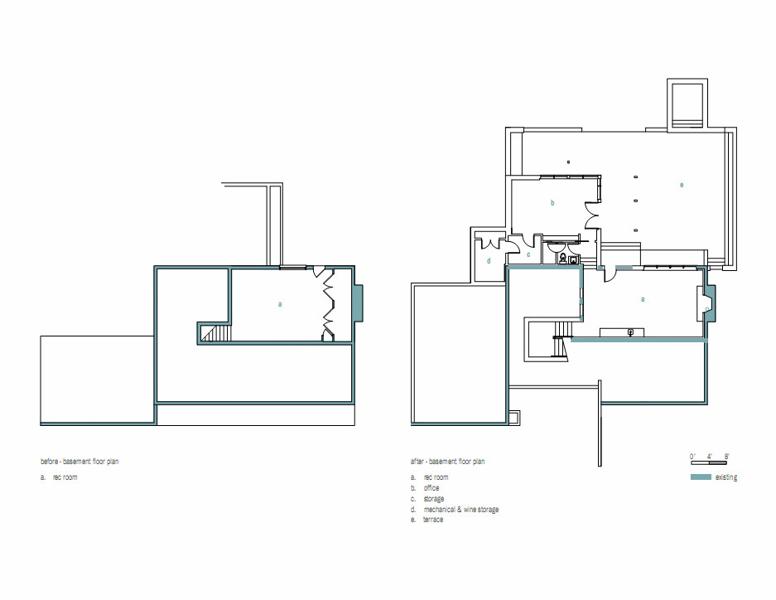 e
b
c
d
a
a
before - basement floor plan
a. rec room
after - basement floor plan
a. rec room
b. office
c. storage
d. mechanical & wine storage
e. terrace
0' 4' 8'
existing